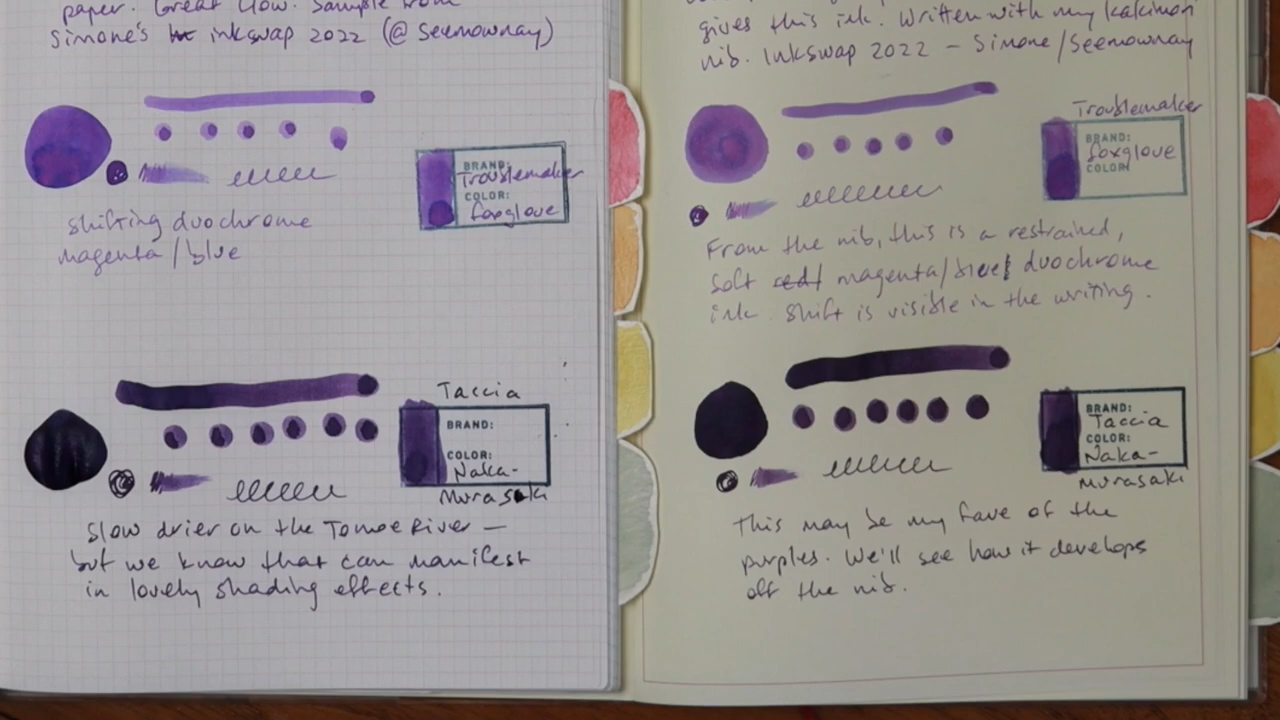 paper. Great flow. Sample from
Simone's inkswap 2022 (@Seemownay)
BRAND:
Troublemaker
COLOR:
foxglove
shifting duochrome
magenta/blue
Taccia
BRAND:
COLOR:
Naka-
Murasaki
Slow drier on the Tomoe River —
but we know that can manifest
in lovely shading effects.
gives this ink. Written with my Kakimori
nib. InkSwap 2022 – Simone/Seemownay
Troublemaker
BRAND:
foxglove
COLOR:
From the nib, this is a restrained,
soft red/ magenta/blue duochrome
ink. Shift is visible in the writing.
BRAND:
Taccia
COLOR:
Naka-
murasaki
This may be my fave of the
purples. We'll see how it develops
off the nib.